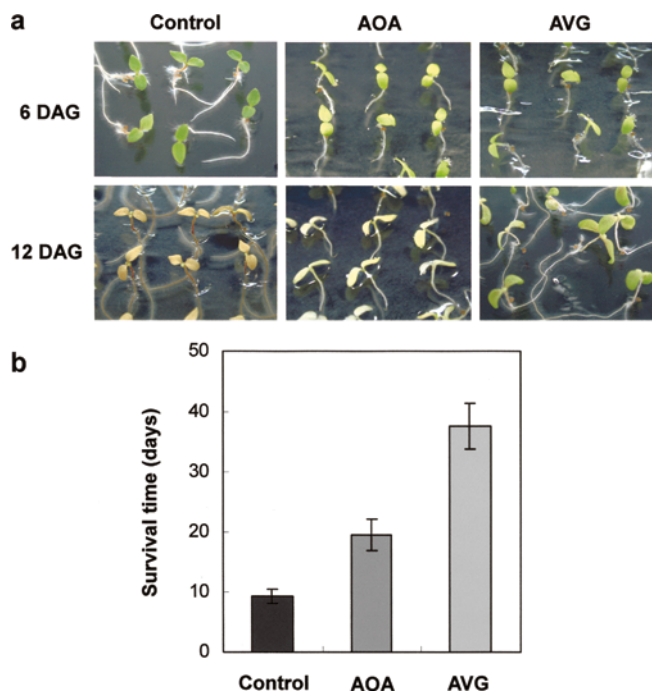 a
Control AOA AVG
6 DAG
12 DAG
b
50
40
30
20
10
0
Survival time (days)
Control AOA AVG